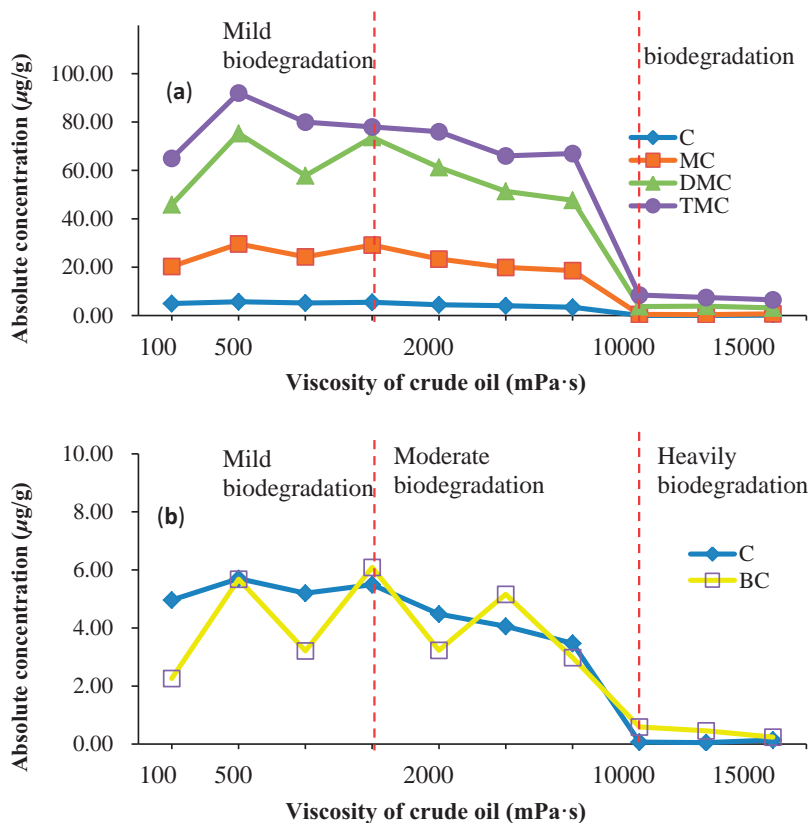 Mild
biodegradation
biodegradation
(a)
100.00
80.00
60.00
40.00
20.00
0.00
Absolute concentration (μg/g)
C
MC
DMC
TMC
100 500 2000 10000 15000
Viscosity of crude oil (mPa·s)
Mild
biodegradation
Moderate
biodegradation
Heavily
biodegradation
(b)
10.00
8.00
6.00
4.00
2.00
0.00
Absolute concentration (μg/g)
C
BC
100 500 2000 10000 15000
Viscosity of crude oil (mPa·s)